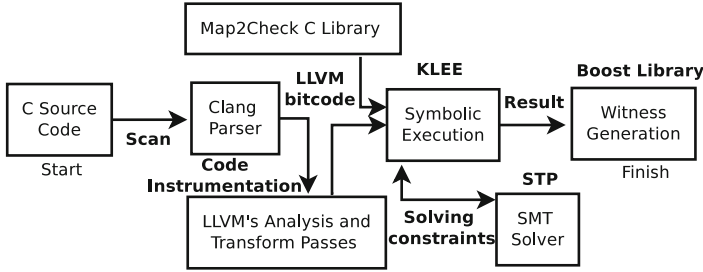 Map2Check C Library
C Source
Code
Start
Scan
Clang
Parser
LLVM
bitcode
KLEE
Symbolic
Execution
Result
Boost Library
Witness
Generation
Finish
Code
Instrumentation
LLVM's Analysis and
Transform Passes
Solving
constraints
STP
SMT
Solver